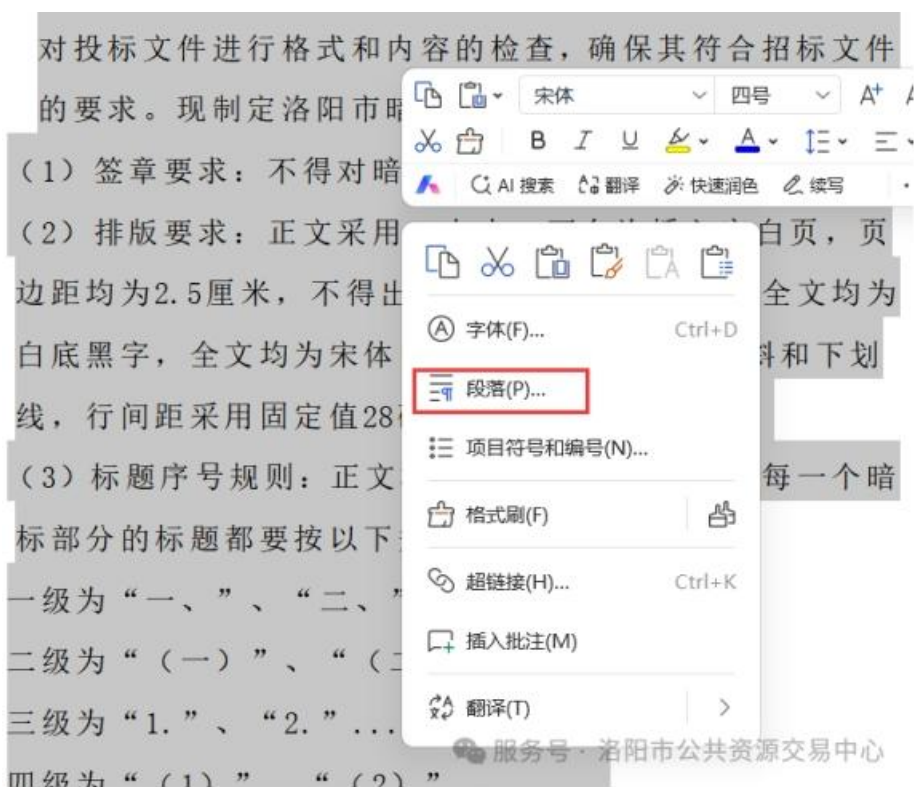 对投标文件进行格式和内容的检查，确保其符合招标文件
的要求。现制定洛阳市暗
宋体
四号
A+
B I U A
AI 搜索
翻译
快速润色
续写
（1）签章要求：不得对暗
（2）排版要求：正文采用
白页，页
边距均为2.5厘米，不得出
全文均为
白底黑字，全文均为宋体
斜和下划
线，行间距采用固定值28
（3）标题序号规则：正文
每一个暗
标部分的标题都要按以下
一级为“一、”、“二、”
二级为“（一）”、“（二
三级为“1.”、“2.”...
四级为“（1）”、“（2）”
字体(F)... Ctrl+D
段落(P)...
项目符号和编号(N)...
格式刷(F)
超链接(H)... Ctrl+K
插入批注(M)
翻译(T)
服务号 · 洛阳市公共资源交易中心